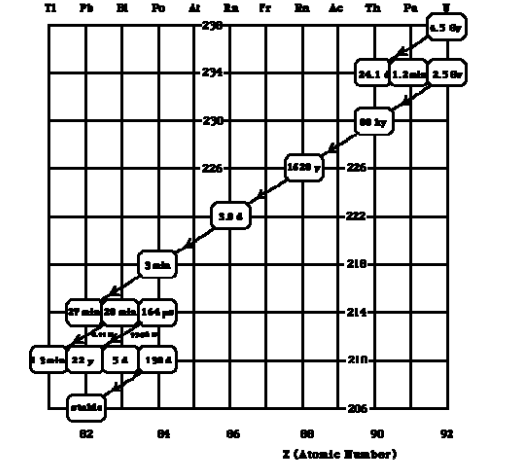 Tl Pb Bi Po At Rn Fr Rn Ac Th Pa U
238 4.5 Gy
234 24.1 d 1.2 min 2.5 Gy
230 80 ky
226 1620 y 226
3.8 d 222
3 min 218
27 min 20 min 164 μs 214
3 min 22 y 5 d 138 d 210
stable 206
82 84 86 88 90 92
Z (Atomic Number)